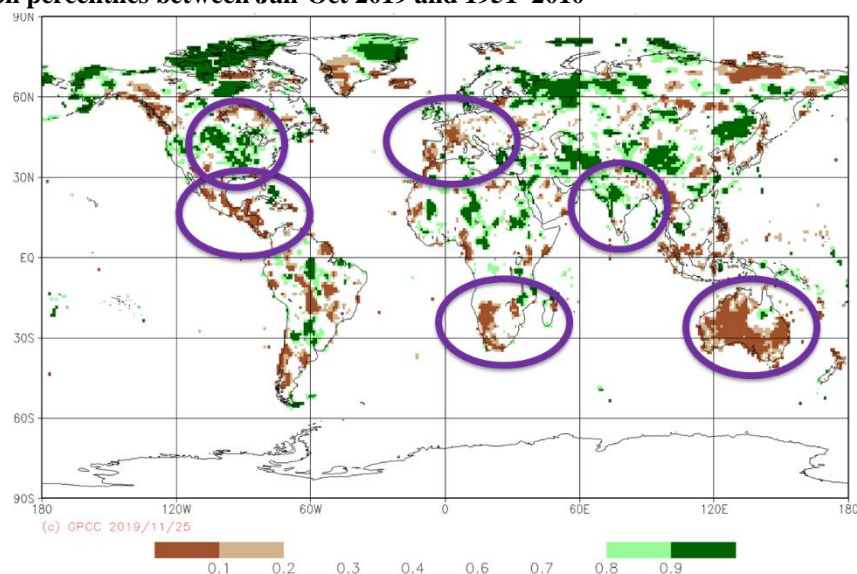 on percentiles between Jan-Oct 2019 and 1951–2010
90N
60N
30N
EQ
30S
60S
90S
180 120W 60W 0 60E 120E 180
(c) GPCC 2019/11/25
0.1 0.2 0.3 0.4 0.6 0.7 0.8 0.9